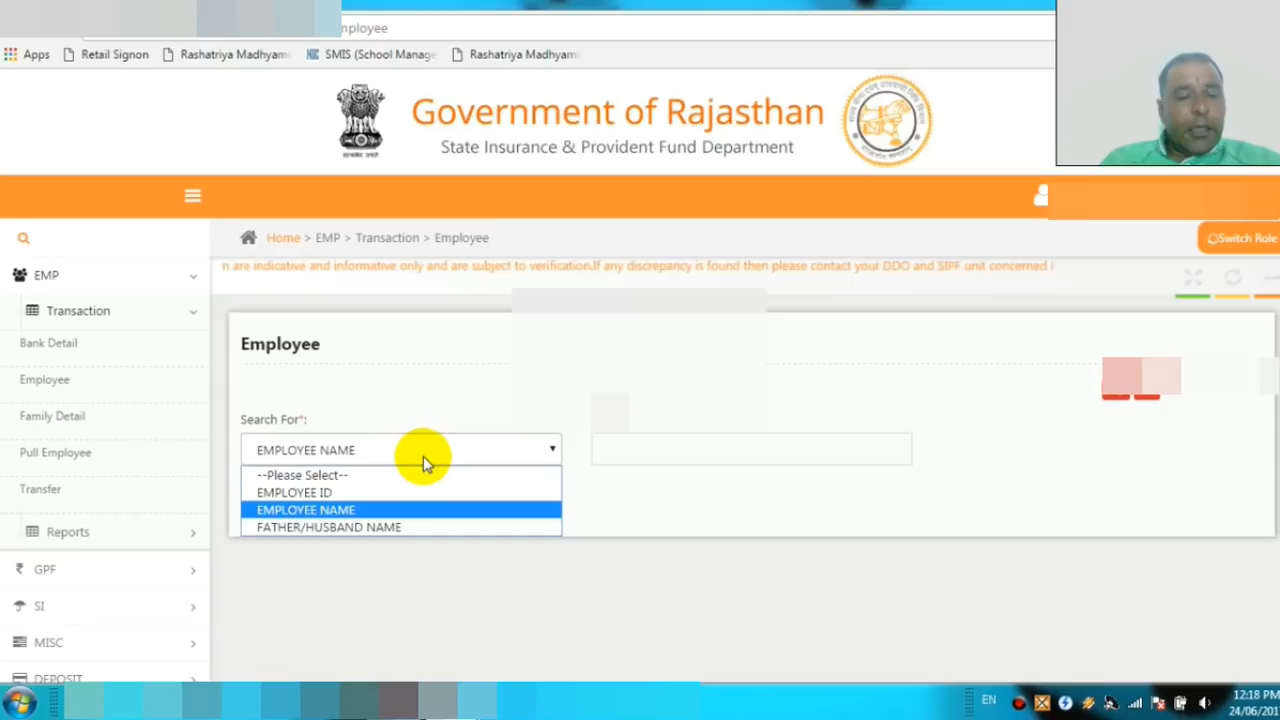 mployee
Apps Retail Signon Rashatriya Madhyami SMIS (School Manage Rashatriya Madhyami
Government of Rajasthan
State Insurance & Provident Fund Department
Home > EMP > Transaction > Employee
Switch Role
n are indicative and informative only and are subject to verification.If any discrepancy is found then please contact your DDO and SIPF unit concerned
EMP
Transaction
Bank Detail
Employee
Family Detail
Pull Employee
Transfer
Reports
GPF
SI
MISC
DEPOSIT
Employee
Search For*:
EMPLOYEE NAME
--Please Select--
EMPLOYEE ID
EMPLOYEE NAME
FATHER/HUSBAND NAME
EN
12:18 PM
24/06/201